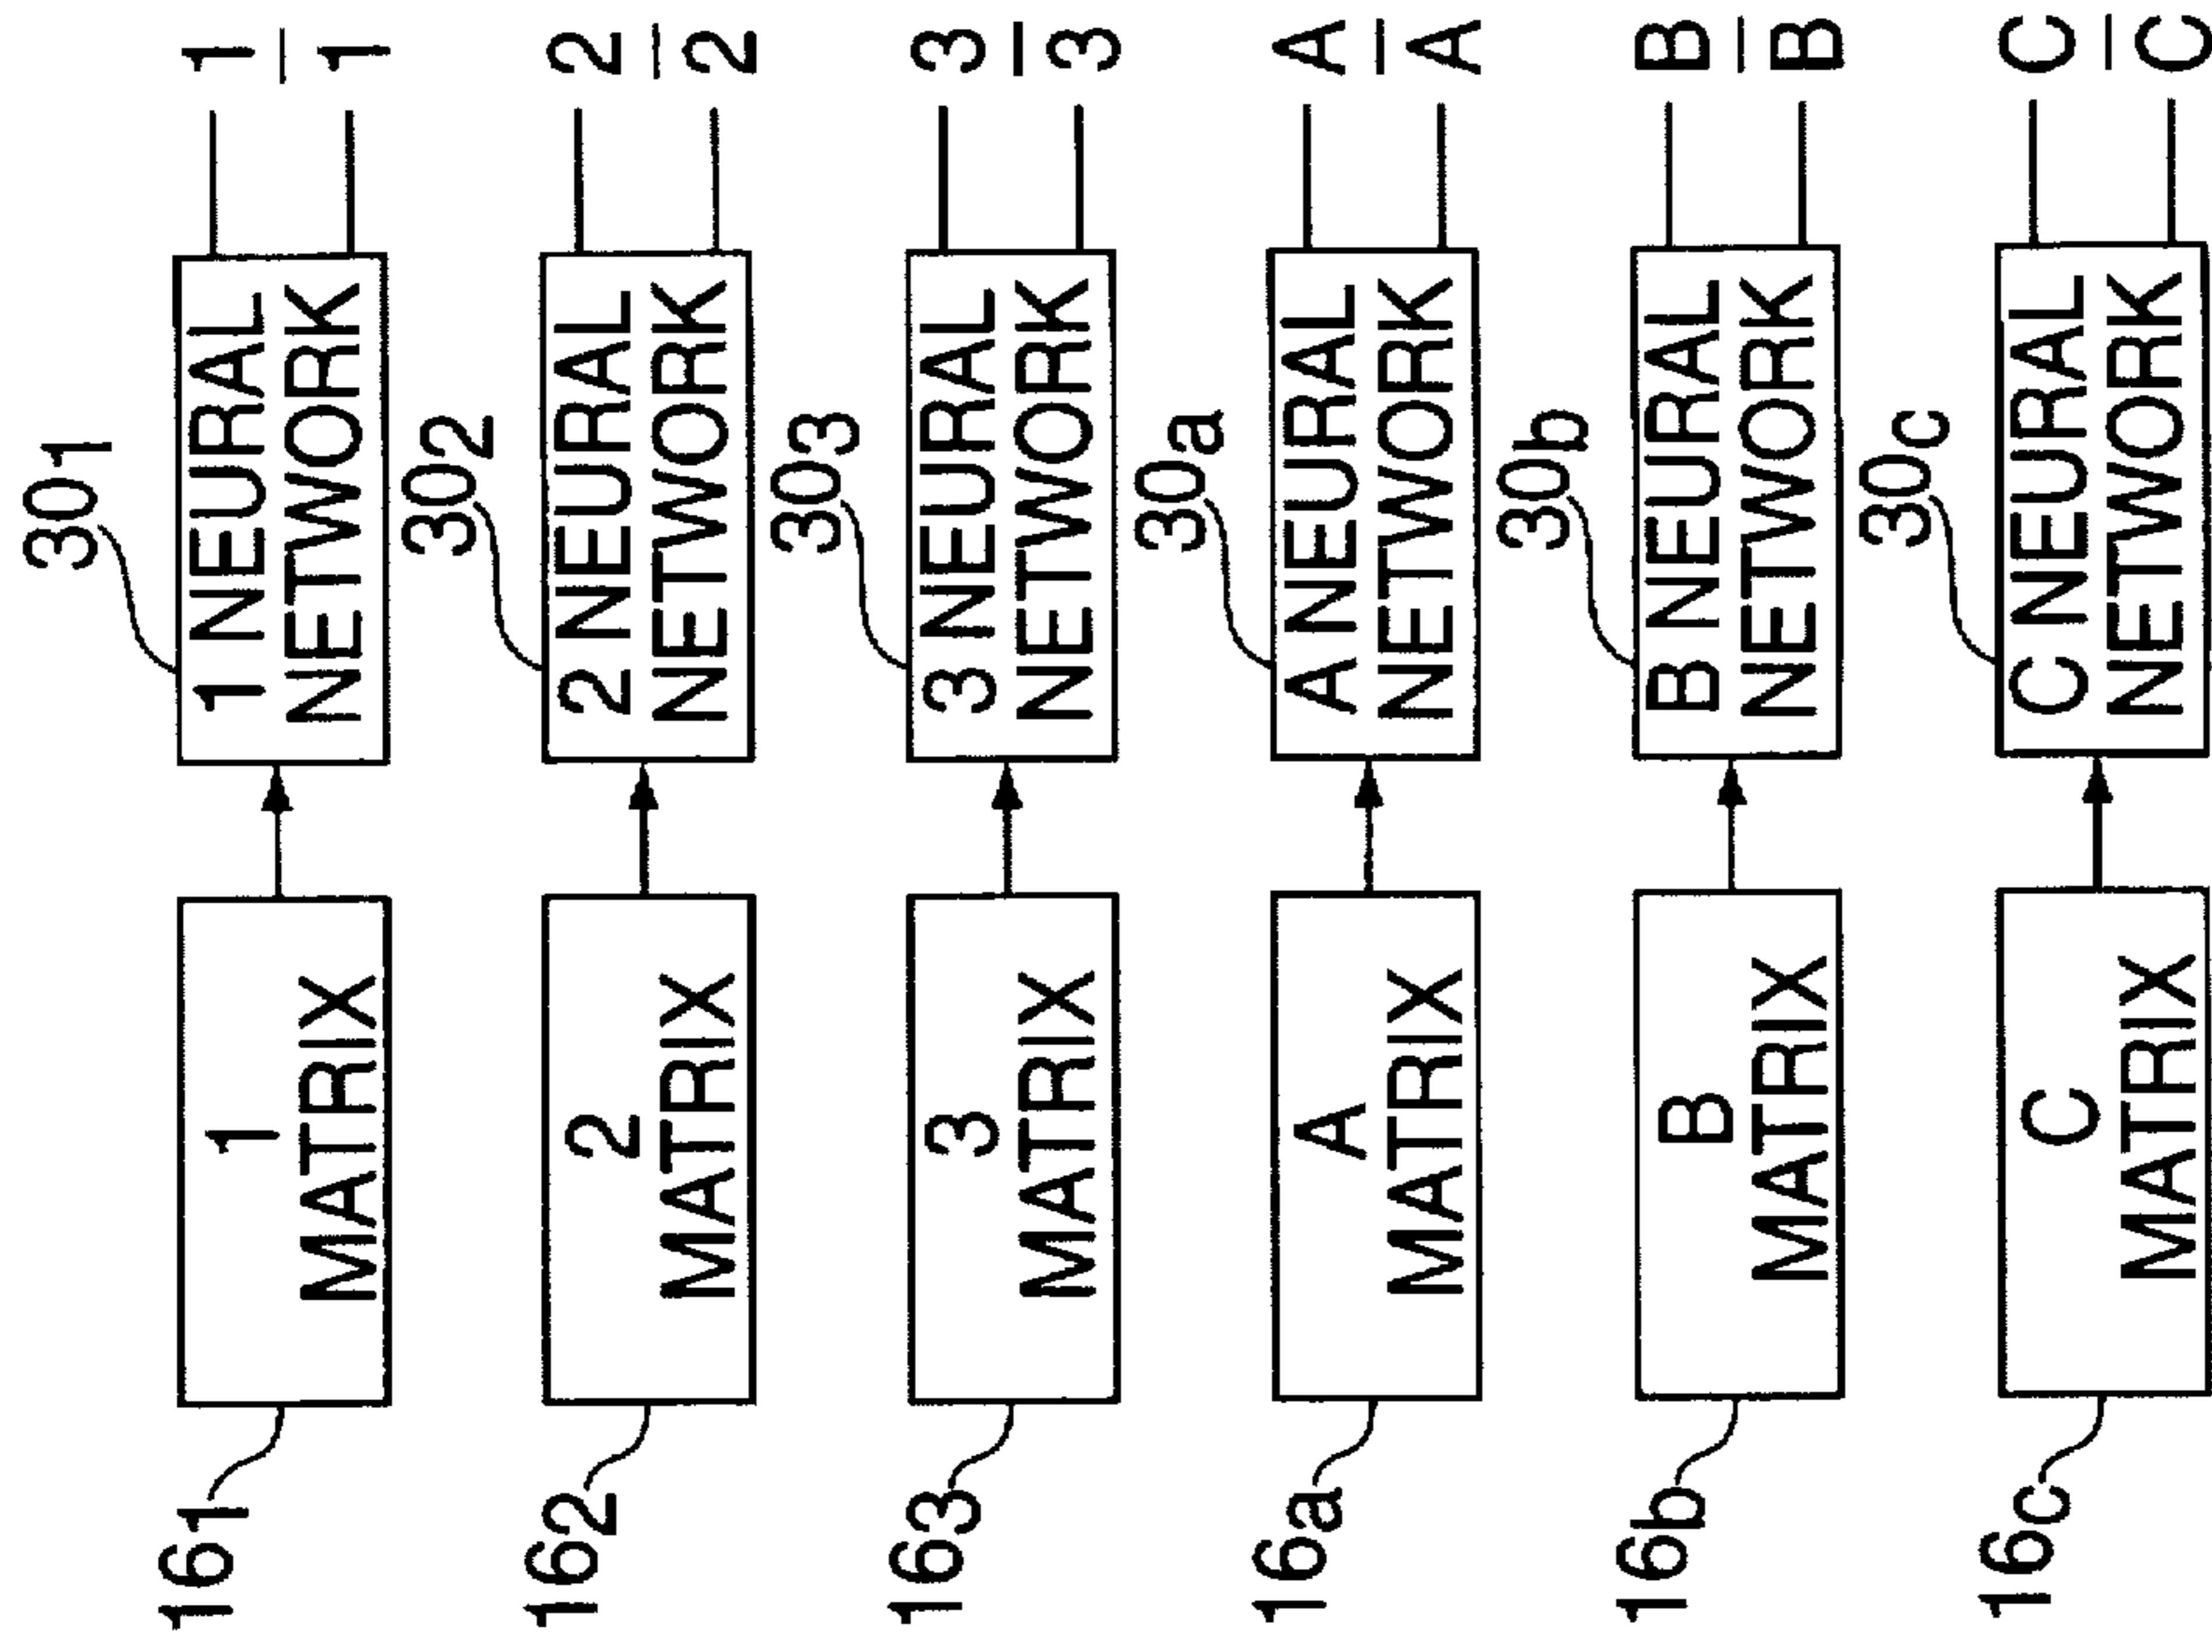 30₁
16₁
1
MATRIX
1 NEURAL
NETWORK
1
1̅
30₂
16₂
2
MATRIX
2 NEURAL
NETWORK
2
2̅
30₃
16₃
3
MATRIX
3 NEURAL
NETWORK
3
3̅
30a
16a
A
MATRIX
A NEURAL
NETWORK
A
A̅
30b
16b
B
MATRIX
B NEURAL
NETWORK
B
B̅
30c
16c
C
MATRIX
C NEURAL
NETWORK
C
C̅